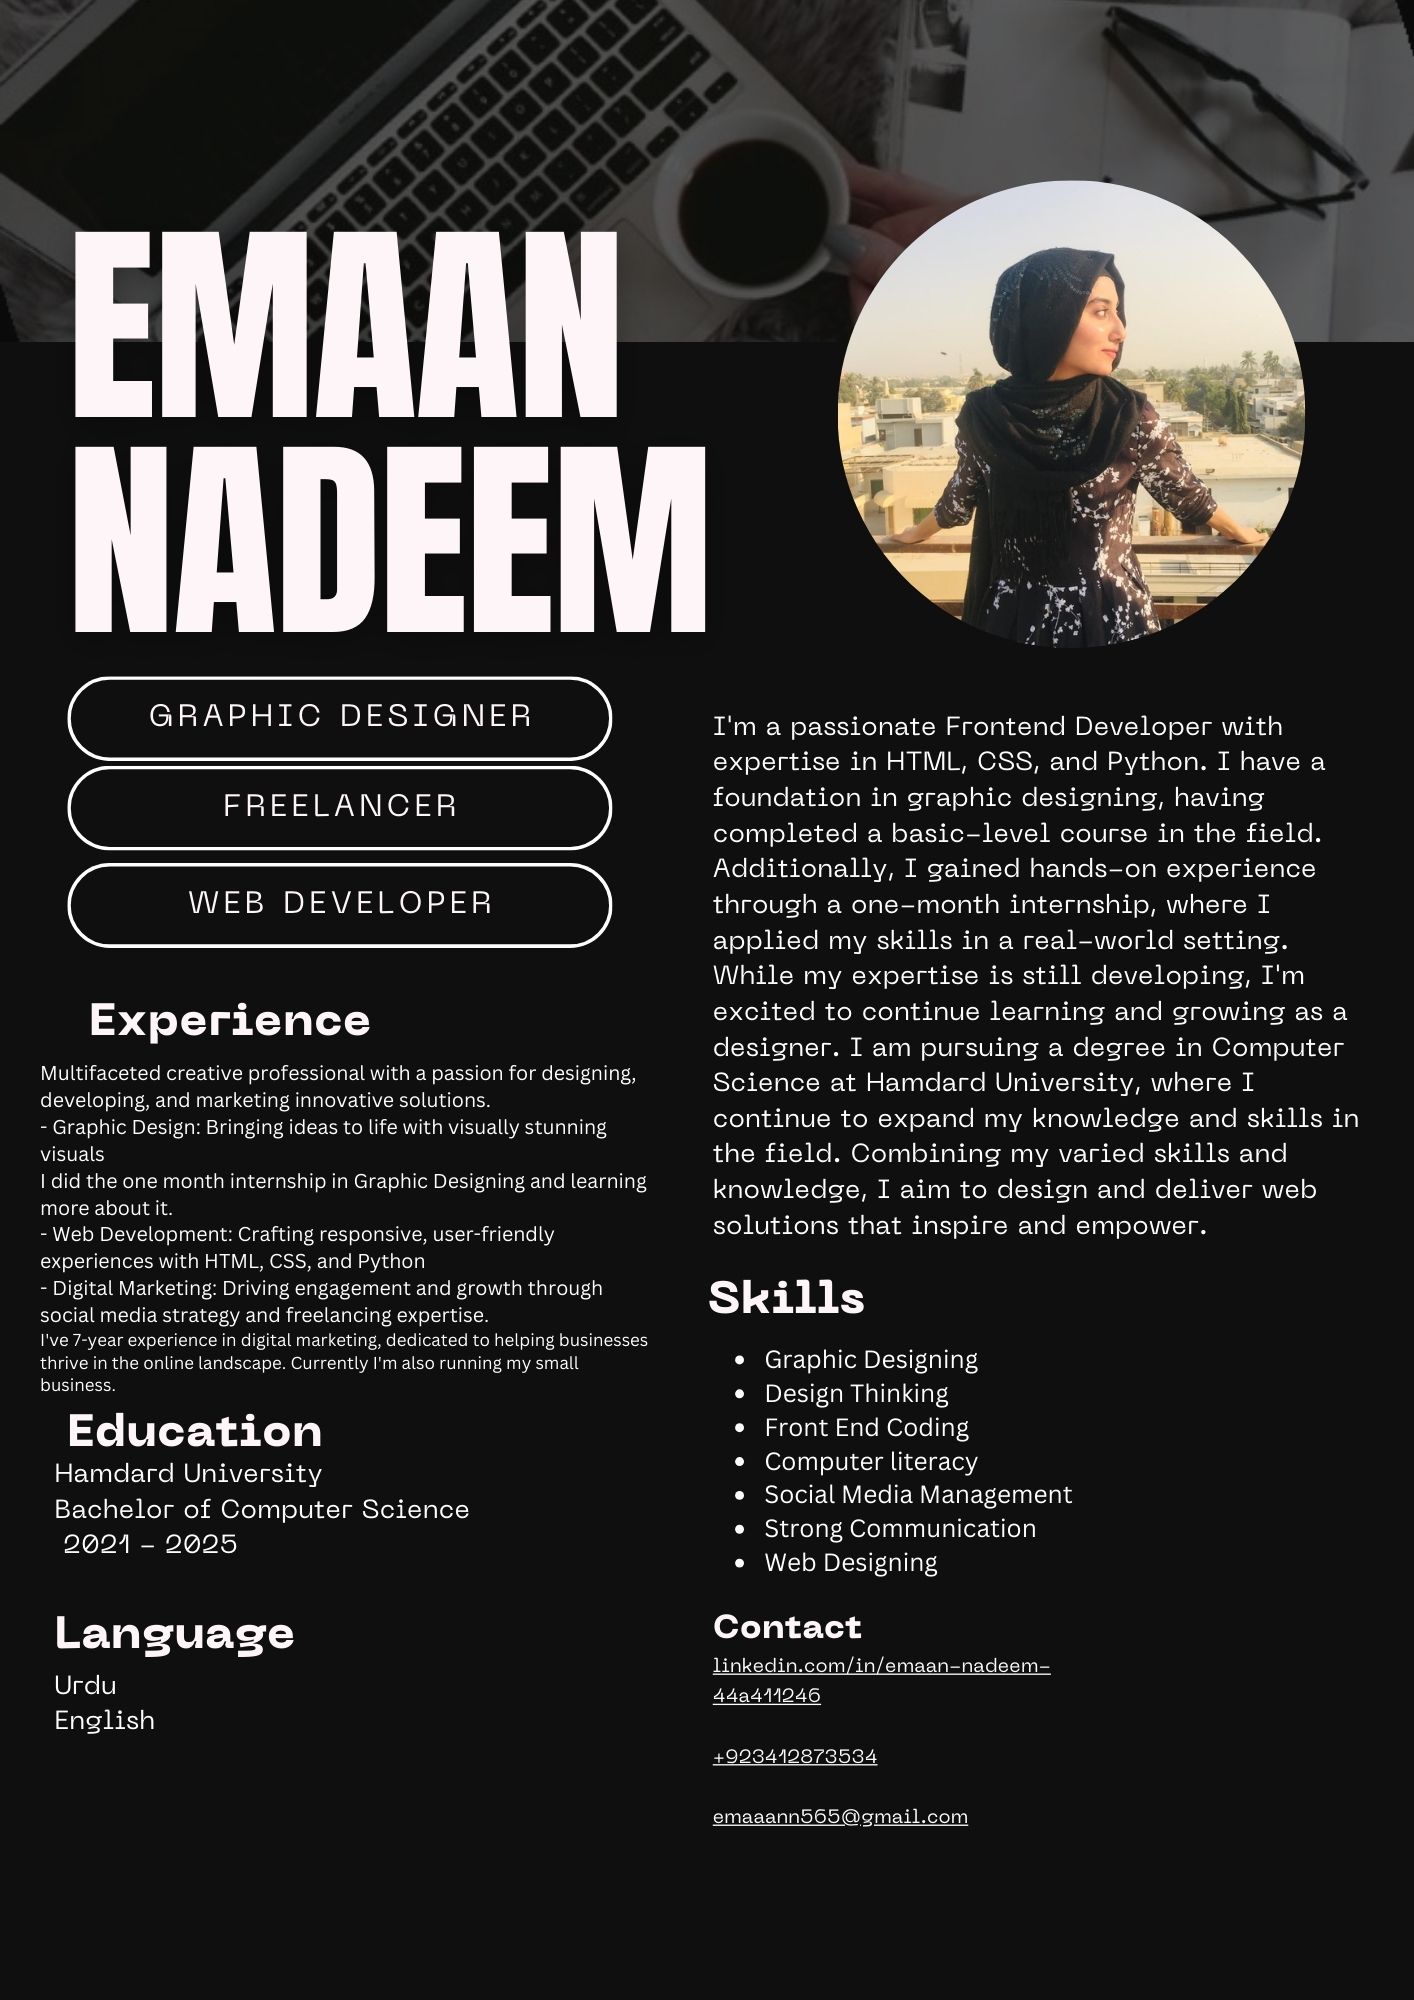 EMAAN
NADEEM
GRAPHIC DESIGNER
FREELANCER
WEB DEVELOPER
Experience
Multifaceted creative professional with a passion for designing,
developing, and marketing innovative solutions.
- Graphic Design: Bringing ideas to life with visually stunning
visuals
I did the one month internship in Graphic Designing and learning
more about it.
- Web Development: Crafting responsive, user-friendly
experiences with HTML, CSS, and Python
- Digital Marketing: Driving engagement and growth through
social media strategy and freelancing expertise.
I've 7-year experience in digital marketing, dedicated to helping businesses
thrive in the online landscape. Currently I'm also running my small
business.
Education
Hamdard University
Bachelor of Computer Science
2021 - 2025
Language
Urdu
English
I'm a passionate Frontend Developer with
expertise in HTML, CSS, and Python. I have a
foundation in graphic designing, having
completed a basic-level course in the field.
Additionally, I gained hands-on experience
through a one-month internship, where I
applied my skills in a real-world setting.
While my expertise is still developing, I'm
excited to continue learning and growing as a
designer. I am pursuing a degree in Computer
Science at Hamdard University, where I
continue to expand my knowledge and skills in
the field. Combining my varied skills and
knowledge, I aim to design and deliver web
solutions that inspire and empower.
Skills
• Graphic Designing
• Design Thinking
• Front End Coding
• Computer literacy
• Social Media Management
• Strong Communication
• Web Designing
Contact
linkedin.com/in/emaan-nadeem-
44a411246
+923412873534
emaaann565@gmail.com